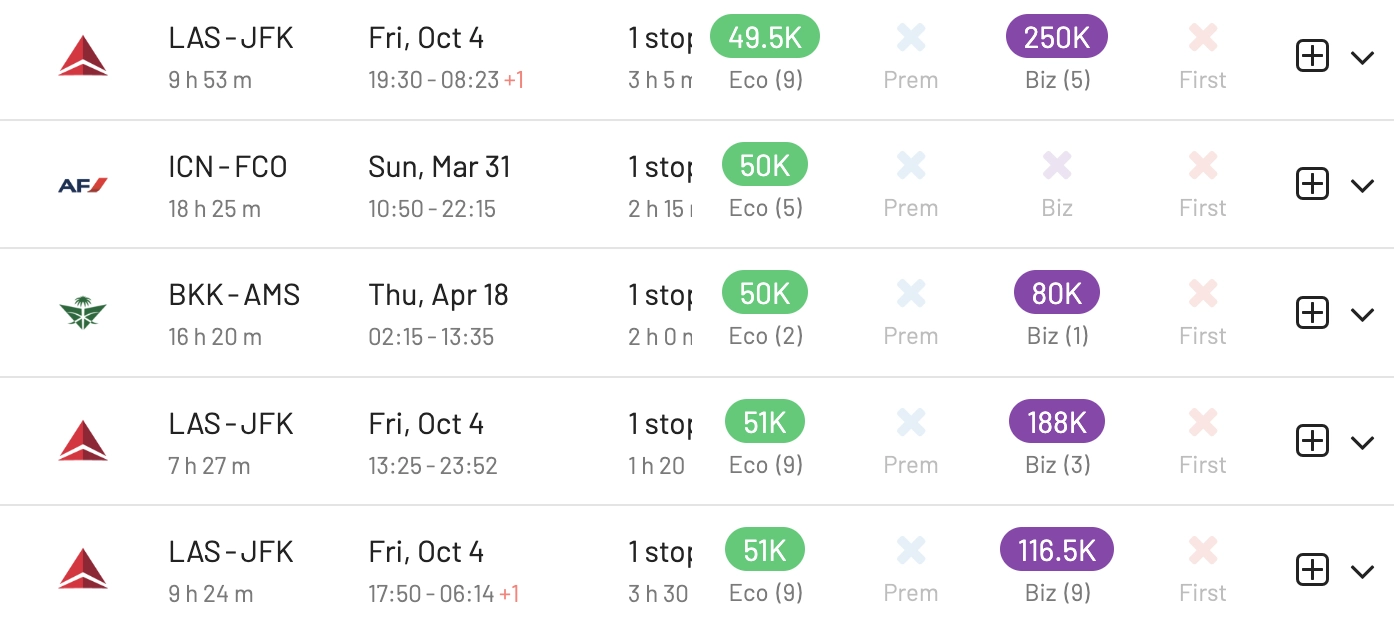 LAS - JFK Fri, Oct 4 1 stop 49.5K 250K
9 h 53 m 19:30 - 08:23 +1 3 h 5 m Eco (9) Prem Biz (5) First
AF ICN - FCO Sun, Mar 31 1 stop 50K
18 h 25 m 10:50 - 22:15 2 h 15 Eco (5) Prem Biz First
BKK - AMS Thu, Apr 18 1 stop 50K 80K
16 h 20 m 02:15 - 13:35 2 h 0 m Eco (2) Prem Biz (1) First
LAS - JFK Fri, Oct 4 1 stop 51K 188K
7 h 27 m 13:25 - 23:52 1 h 20 Eco (9) Prem Biz (3) First
LAS - JFK Fri, Oct 4 1 stop 51K 116.5K
9 h 24 m 17:50 - 06:14 +1 3 h 30 Eco (9) Prem Biz (9) First